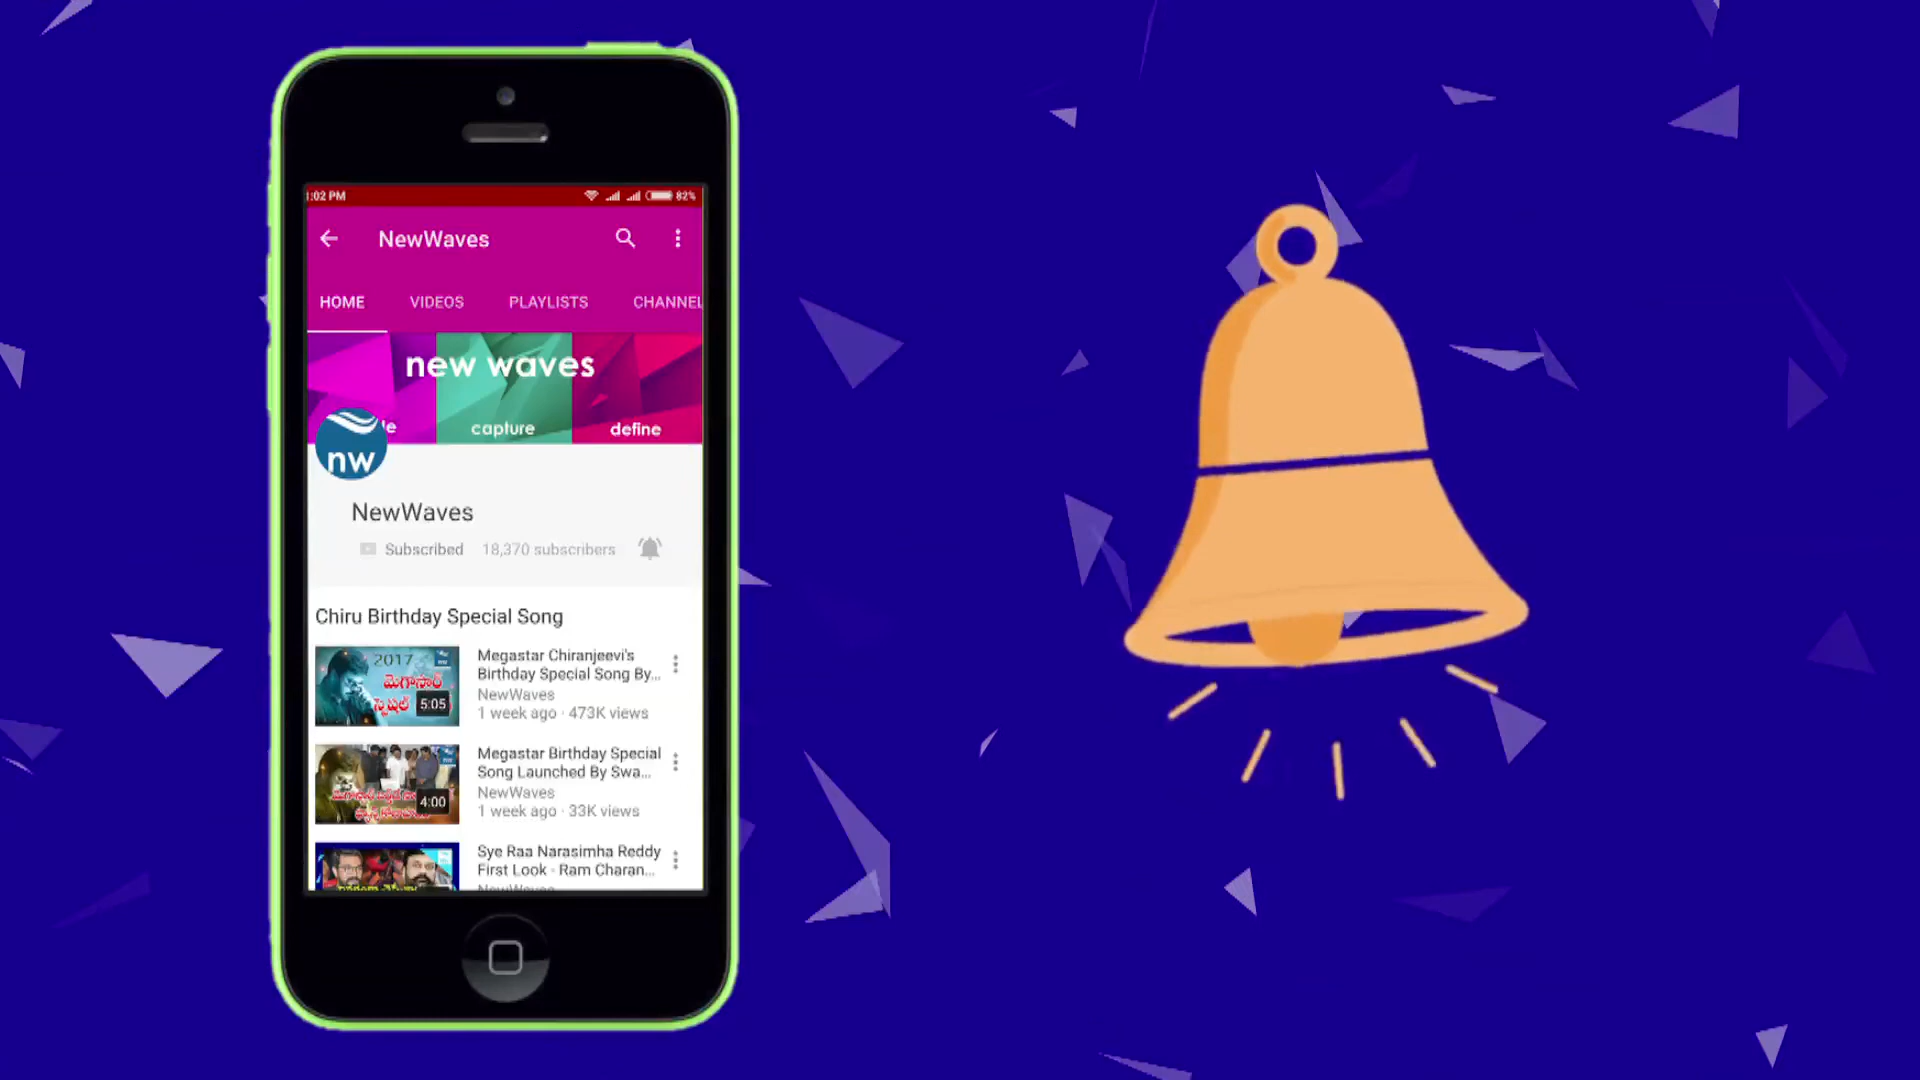 1:02 PM
82%
NewWaves
HOME VIDEOS PLAYLISTS CHANNEL
new waves
capture
define
nw
NewWaves
Subscribed 18,370 subscribers
Chiru Birthday Special Song
2017
మెగాస్టార్
స్పెషల్
5:05
Megastar Chiranjeevi's
Birthday Special Song By...
NewWaves
1 week ago · 473K views
4:00
Megastar Birthday Special
Song Launched By Swa...
NewWaves
1 week ago · 33K views
Sye Raa Narasimha Reddy
First Look - Ram Charan...
NewWaves